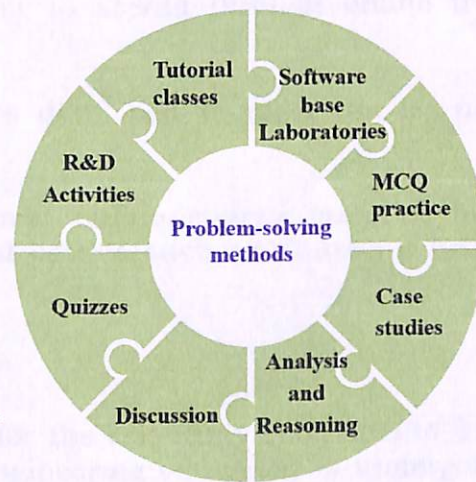 Tutorial
classes
Software
base
Laboratories
MCQ
practice
Case
studies
Analysis
and
Reasoning
Discussion
Quizzes
R&D
Activities
Problem-solving
methods